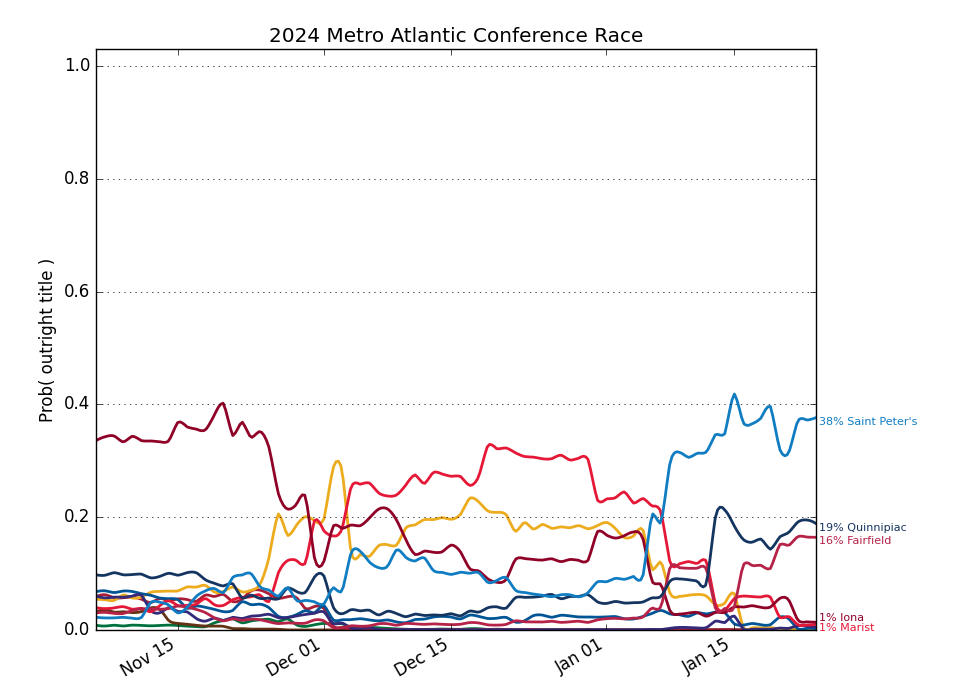 2024 Metro Atlantic Conference Race
Prob( outright title )
1.0
0.8
0.6
0.4
0.2
0.0
38% Saint Peter's
19% Quinnipiac
16% Fairfield
1% Iona
1% Marist
Nov 15
Dec 01
Dec 15
Jan 01
Jan 15